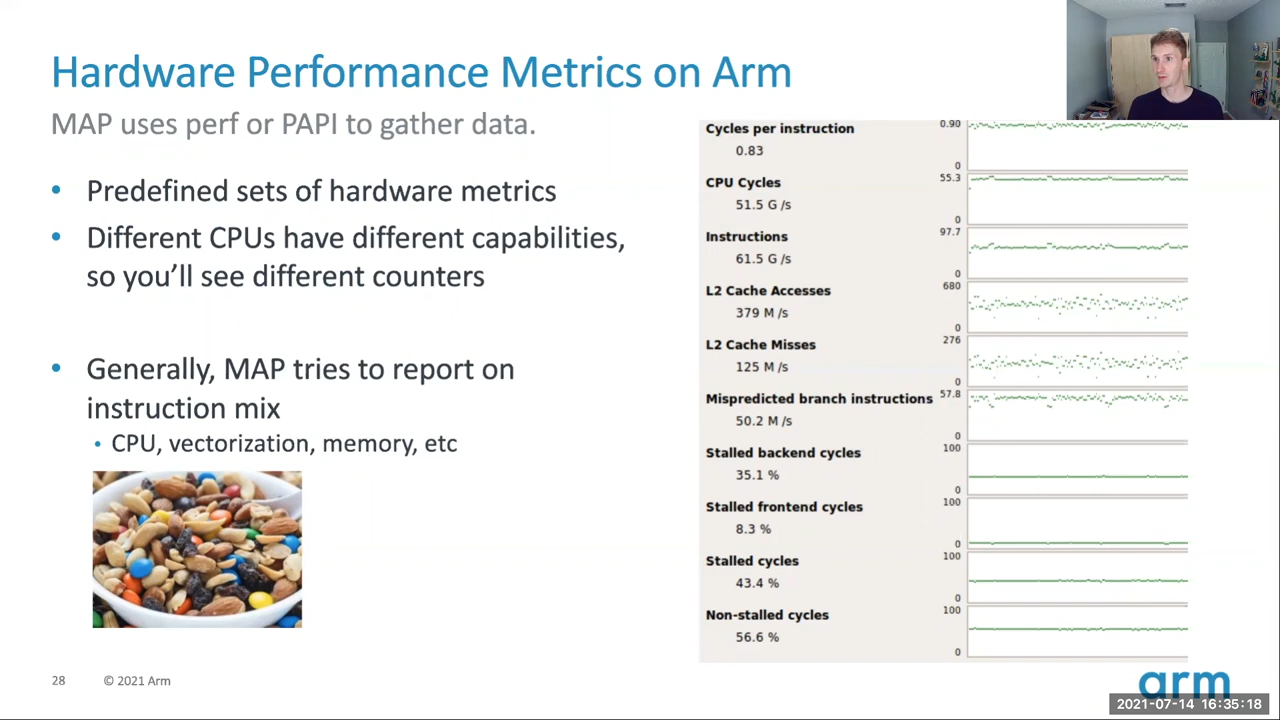 Hardware Performance Metrics on Arm
MAP uses perf or PAPI to gather data.
• Predefined sets of hardware metrics
• Different CPUs have different capabilities,
so you’ll see different counters
• Generally, MAP tries to report on
instruction mix
• CPU, vectorization, memory, etc
Cycles per instruction
0.83
0.90
0
CPU Cycles
51.5 G /s
55.3
0
Instructions
61.5 G /s
97.7
0
L2 Cache Accesses
379 M /s
680
0
L2 Cache Misses
125 M /s
276
0
Mispredicted branch instructions
50.2 M /s
57.8
0
Stalled backend cycles
35.1 %
100
0
Stalled frontend cycles
8.3 %
100
0
Stalled cycles
43.4 %
100
0
Non-stalled cycles
56.6 %
100
0
28 © 2021 Arm
arm
2021-07-14 16:35:18